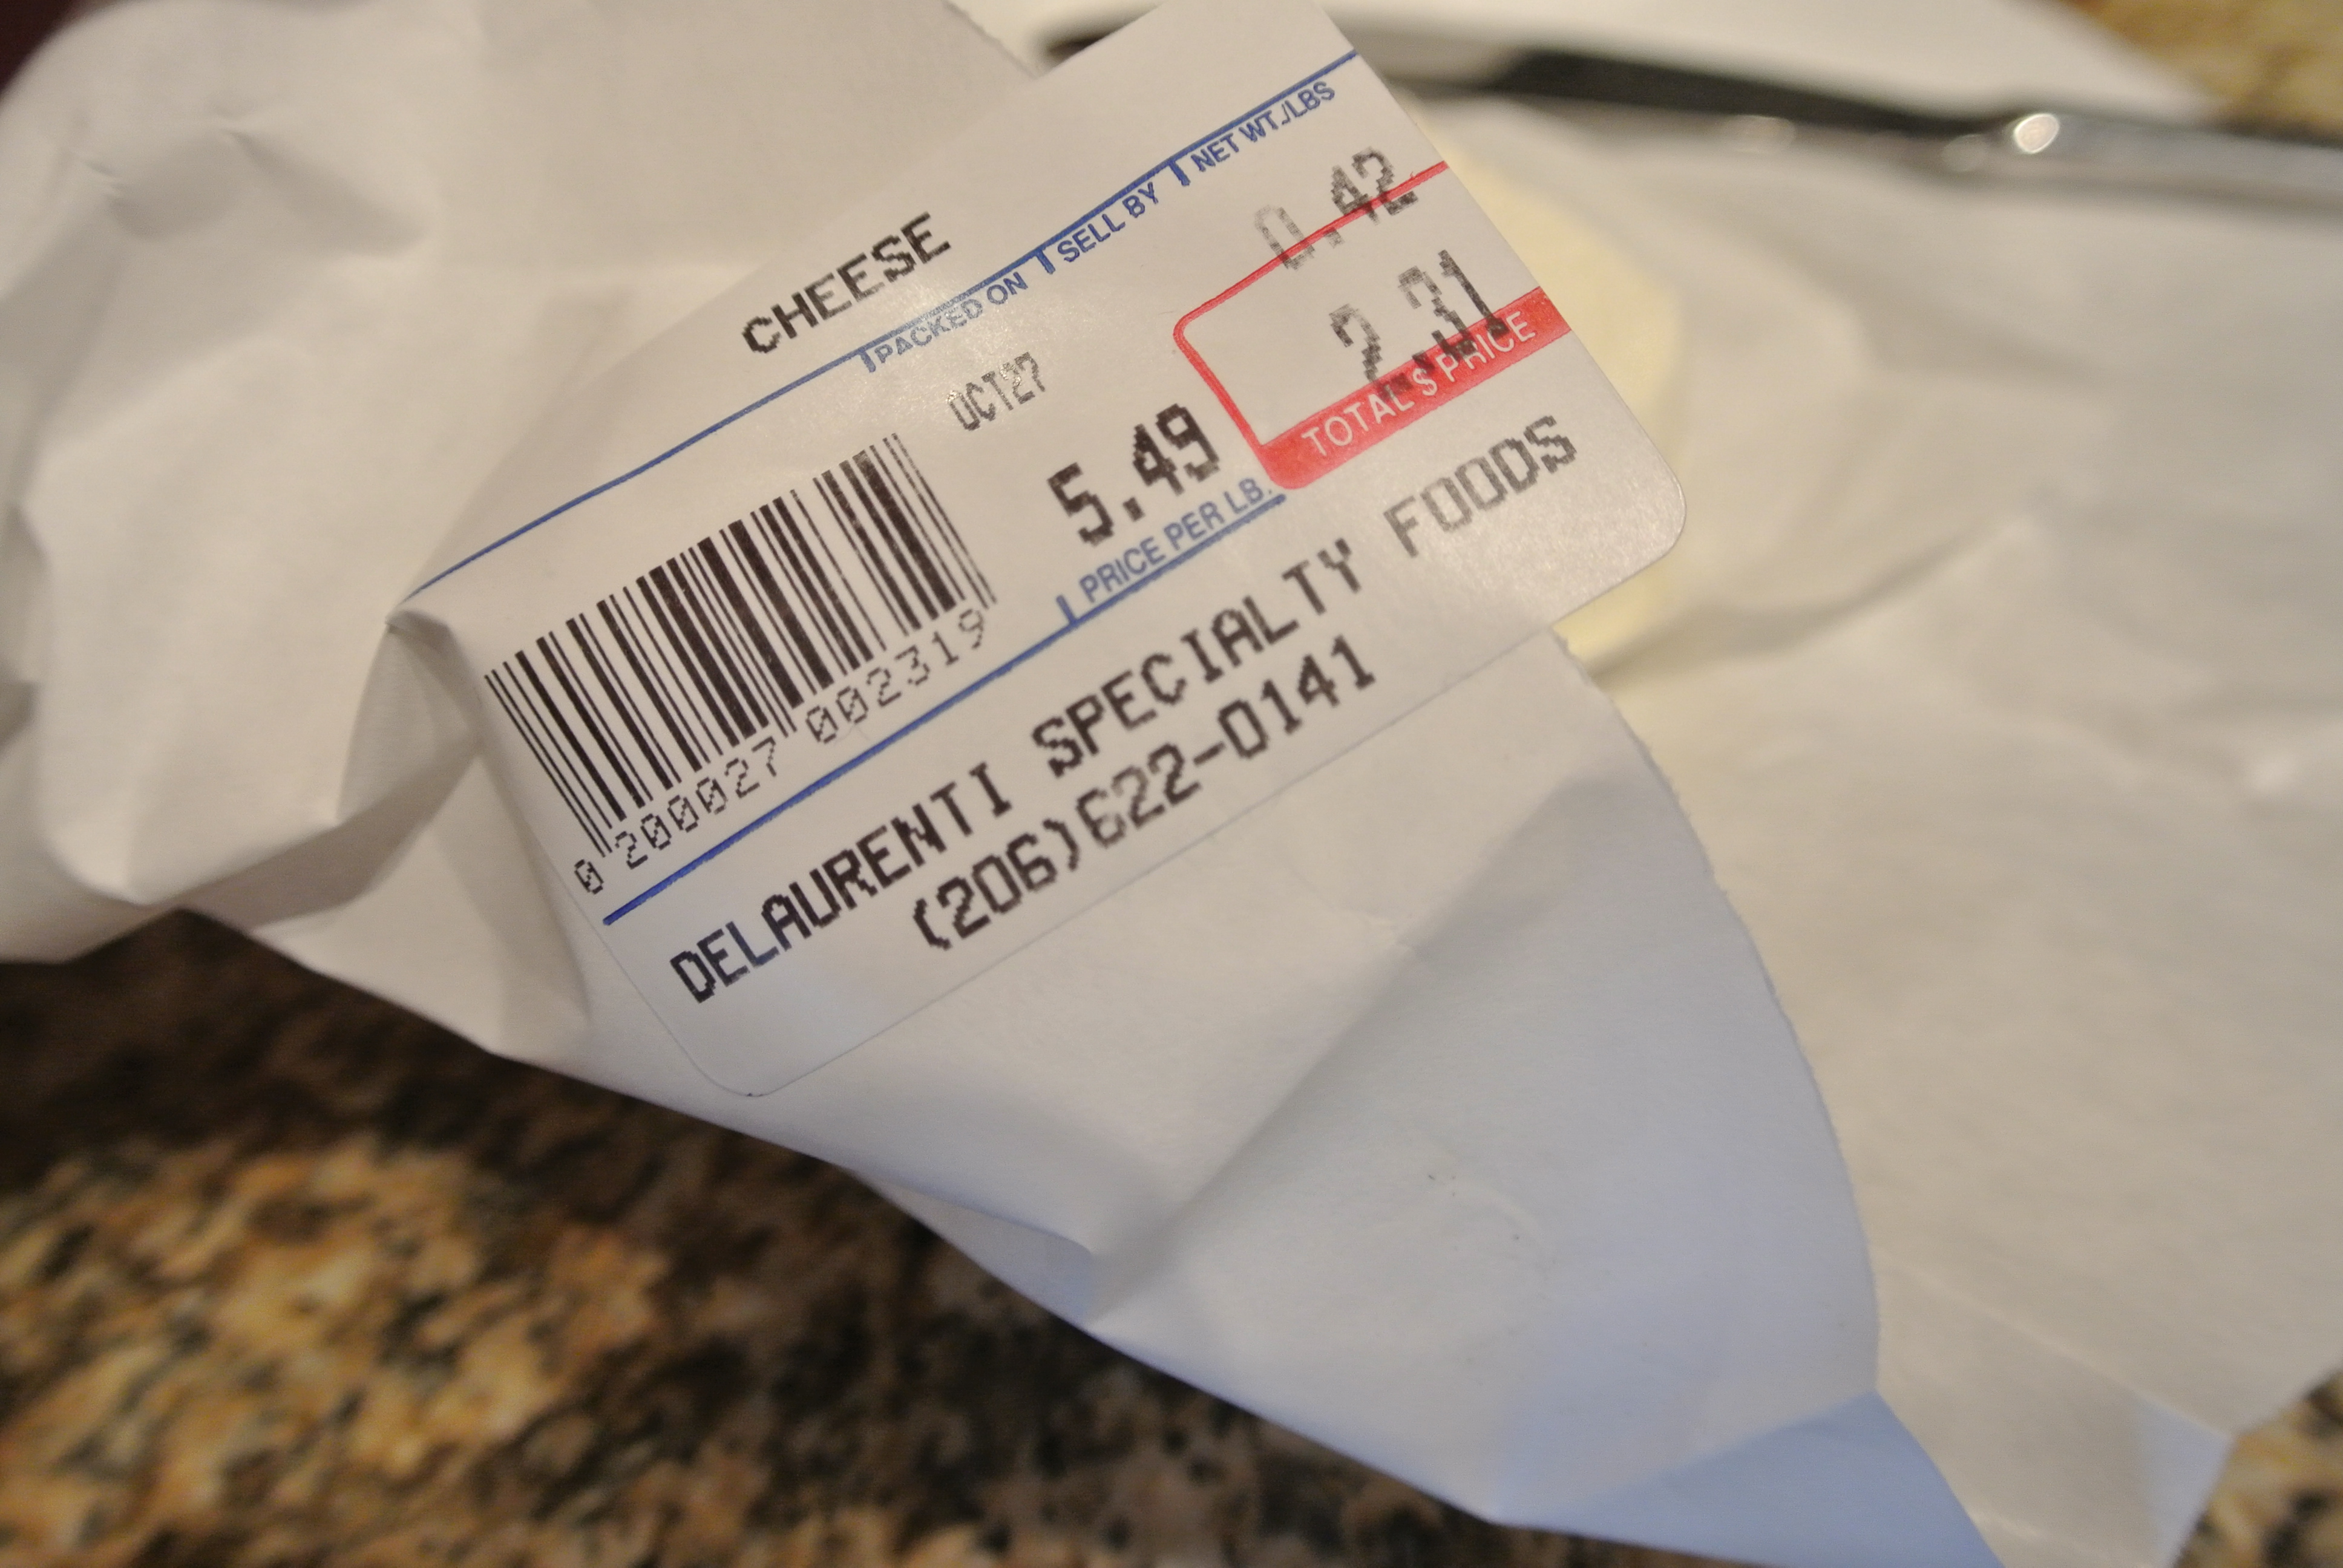 CHEESE
PACKED ON SELL BY NET WT./LBS
OCT27 0.42
5.49 2.31
PRICE PER LB. TOTAL $ PRICE
0 200027 002319
DELAURENTI SPECIALTY FOODS
(206)622-0141